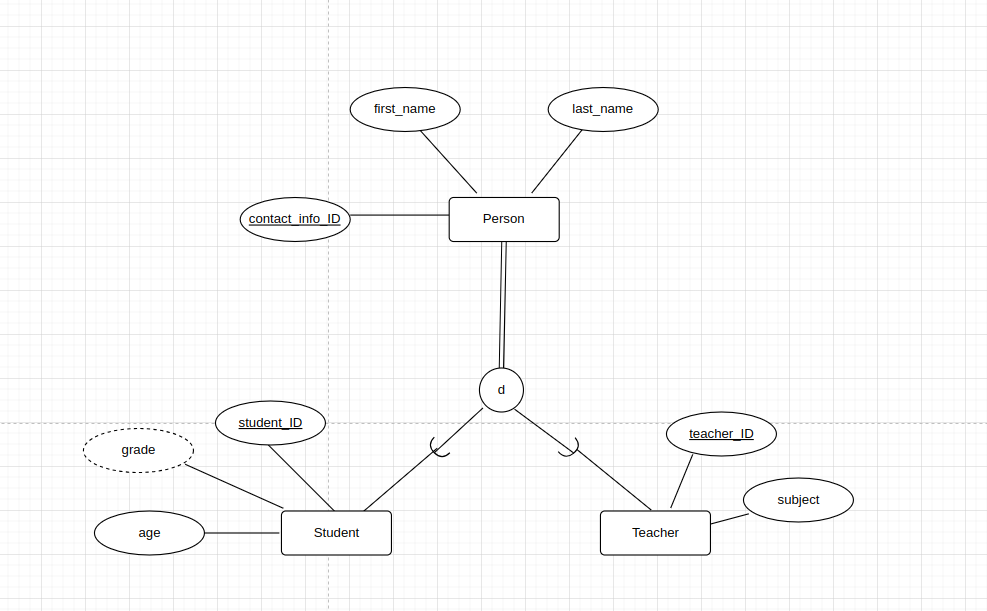 first_name
last_name
contact_info_ID
Person
d
student_ID
grade
teacher_ID
subject
age
Student
Teacher